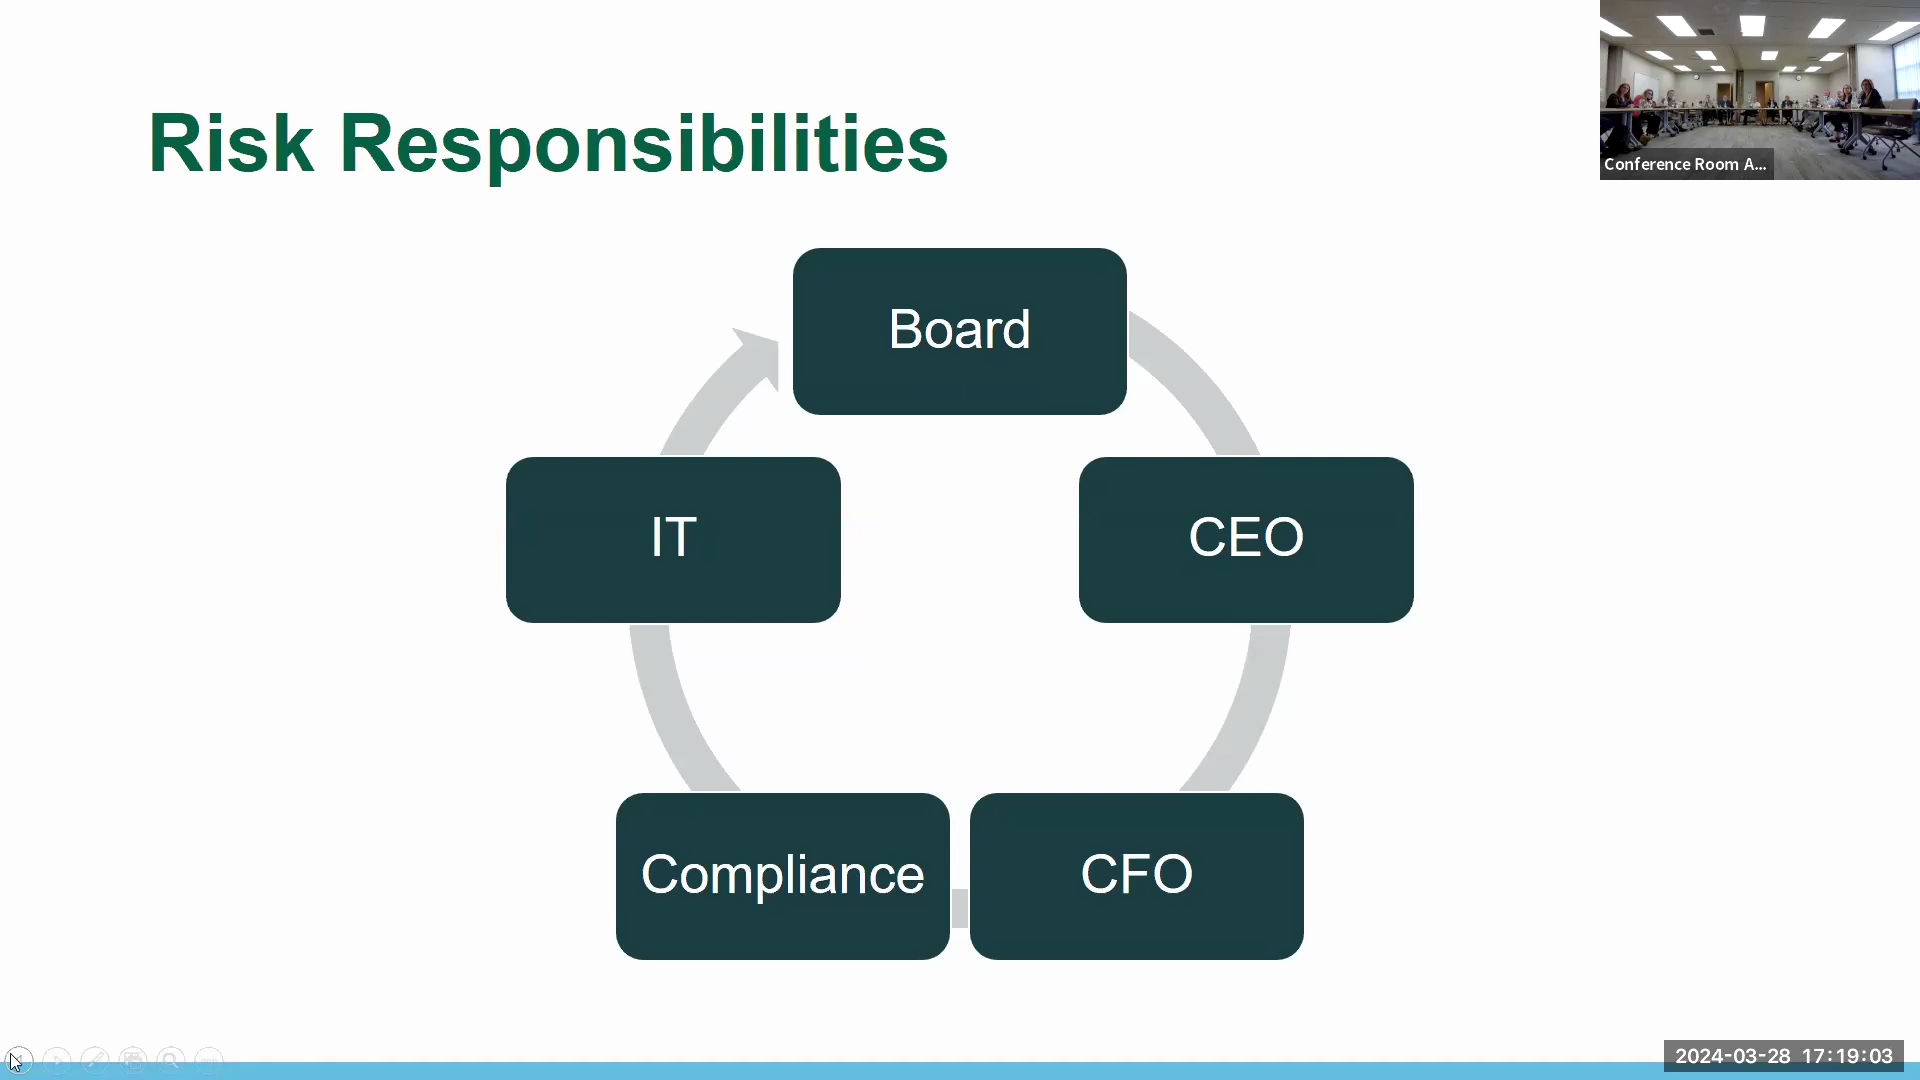 Conference Room A...
Risk Responsibilities
Board
IT
CEO
Compliance
CFO
2024-03-28 17:19:03